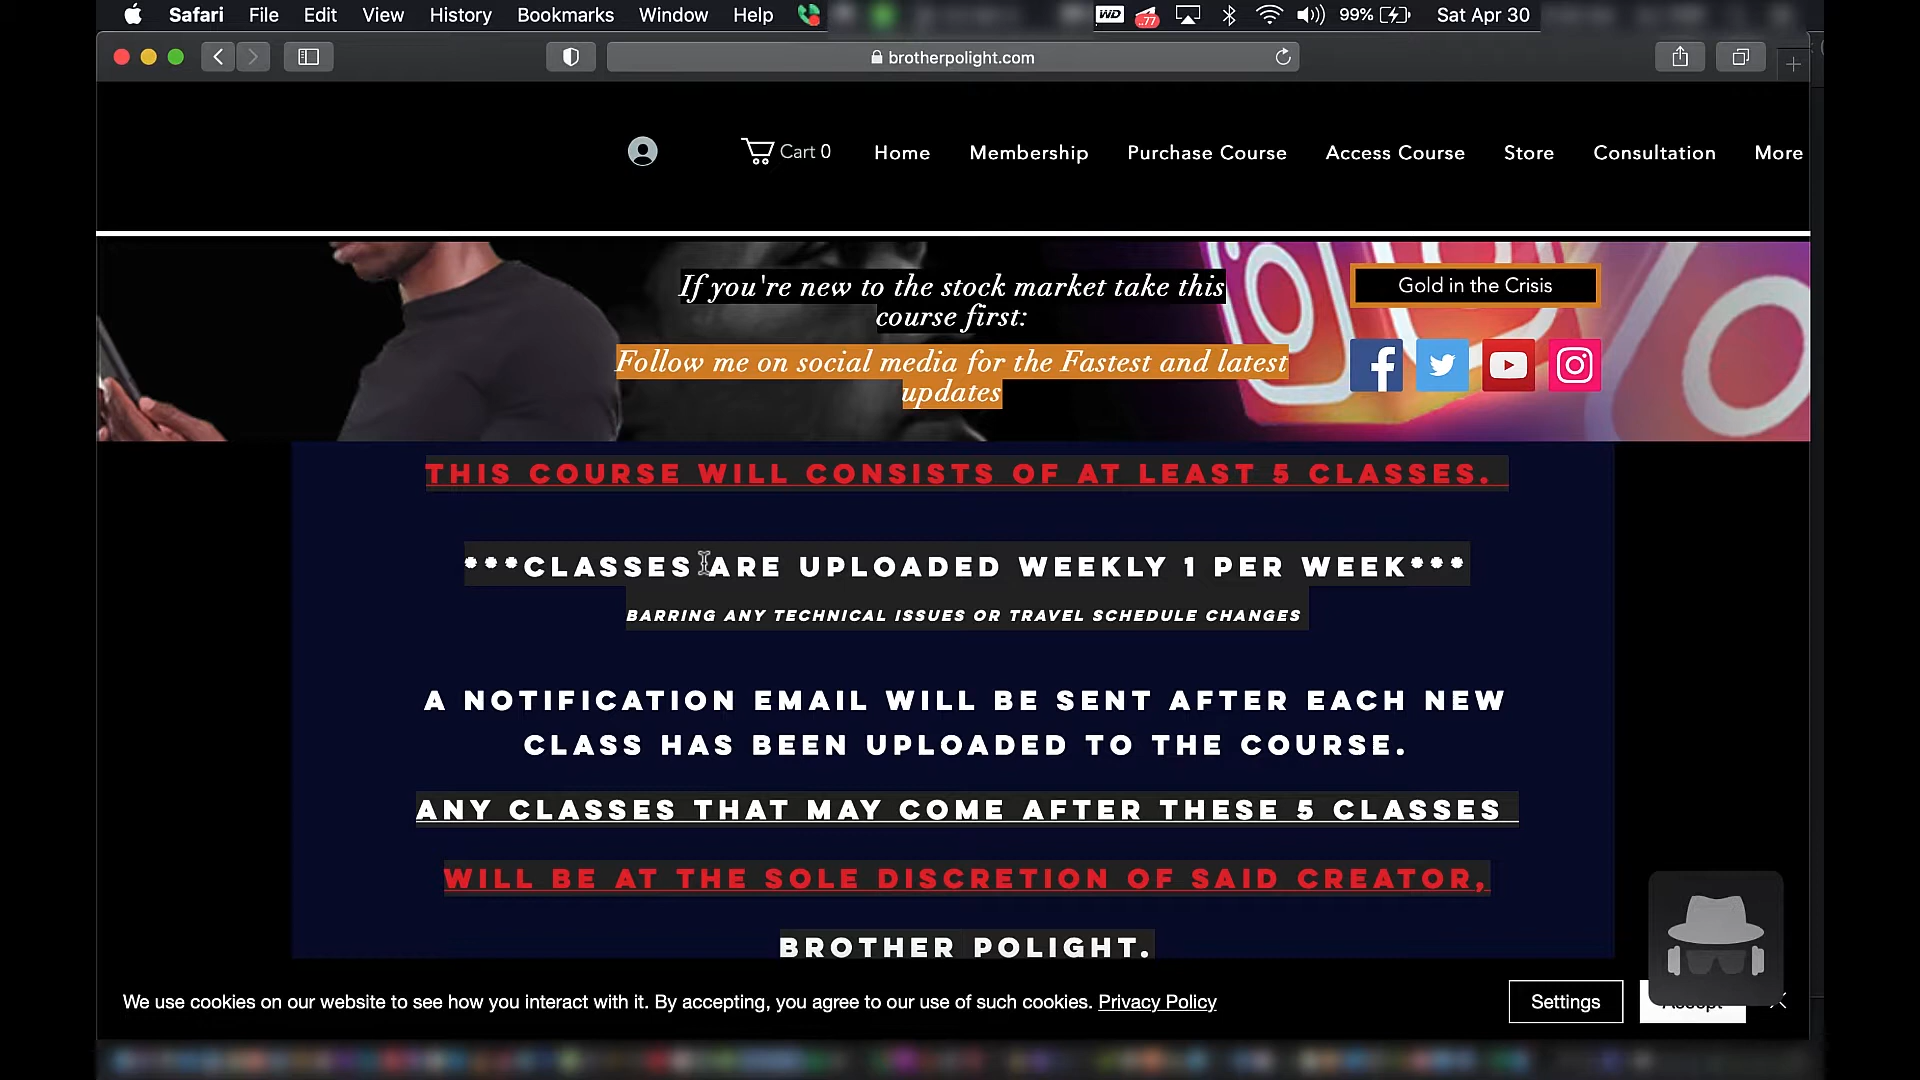 Safari File Edit View History Bookmarks Window Help WD ..77 99% Sat Apr 30
brotherpolight.com
Cart 0 Home Membership Purchase Course Access Course Store Consultation More
If you're new to the stock market take this
course first:
Gold in the Crisis
Follow me on social media for the Fastest and latest
updates
THIS COURSE WILL CONSISTS OF AT LEAST 5 CLASSES.
***CLASSES ARE UPLOADED WEEKLY 1 PER WEEK***
BARRING ANY TECHNICAL ISSUES OR TRAVEL SCHEDULE CHANGES
A NOTIFICATION EMAIL WILL BE SENT AFTER EACH NEW
CLASS HAS BEEN UPLOADED TO THE COURSE.
ANY CLASSES THAT MAY COME AFTER THESE 5 CLASSES
WILL BE AT THE SOLE DISCRETION OF SAID CREATOR,
BROTHER POLIGHT.
We use cookies on our website to see how you interact with it. By accepting, you agree to our use of such cookies. Privacy Policy
Settings Accept